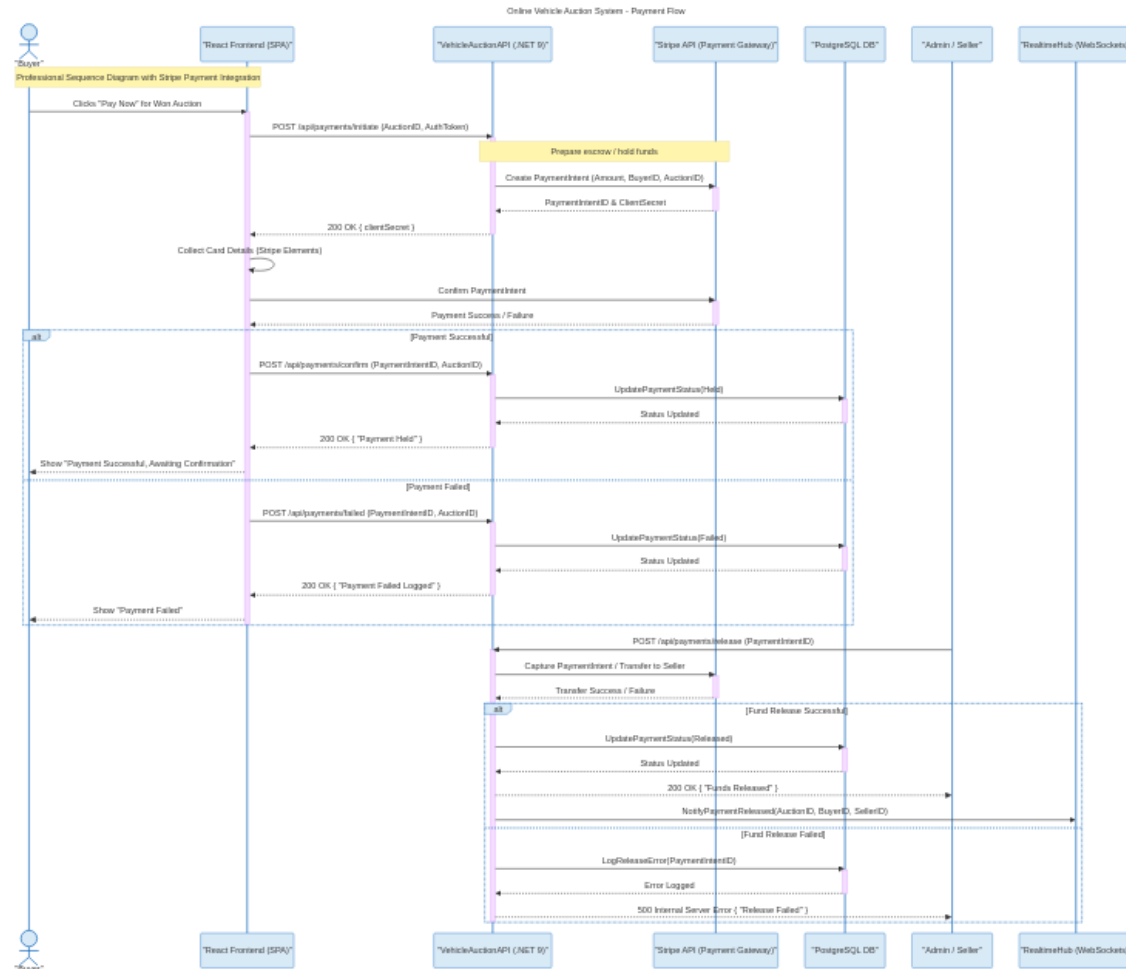 Online Vehicle Auction System - Payment Flow
"React Frontend (SPA)"
"VehicleAuctionAPI (.NET 9)"
"Stripe API (Payment Gateway)"
"PostgreSQL DB"
"Admin / Seller"
"RealtimeHub (WebSockets
"Buyer"
Professional Sequence Diagram with Stripe Payment Integration
Clicks "Pay Now" for Won Auction
POST /api/payments/initiate (AuctionID, AuthToken)
Prepare escrow / hold funds
Create PaymentIntent (Amount, BuyerID, AuctionID)
PaymentIntentID & ClientSecret
200 OK { clientSecret }
Collect Card Details (Stripe Elements)
Confirm PaymentIntent
Payment Success / Failure
alt
[Payment Successful]
POST /api/payments/confirm (PaymentIntentID, AuctionID)
UpdatePaymentStatus(Held)
Status Updated
200 OK { "Payment Held" }
Show "Payment Successful, Awaiting Confirmation"
[Payment Failed]
POST /api/payments/failed (PaymentIntentID, AuctionID)
UpdatePaymentStatus(Failed)
Status Updated
200 OK { "Payment Failed Logged" }
Show "Payment Failed"
POST /api/payments/release (PaymentIntentID)
Capture PaymentIntent / Transfer to Seller
Transfer Success / Failure
alt
[Fund Release Successful]
UpdatePaymentStatus(Released)
Status Updated
200 OK { "Funds Released" }
NotifyPaymentReleased(AuctionID, BuyerID, SellerID)
[Fund Release Failed]
LogReleaseError(PaymentIntentID)
Error Logged
500 Internal Server Error { "Release Failed" }
"React Frontend (SPA)"
"VehicleAuctionAPI (.NET 9)"
"Stripe API (Payment Gateway)"
"PostgreSQL DB"
"Admin / Seller"
"RealtimeHub (WebSockets
"Buyer"